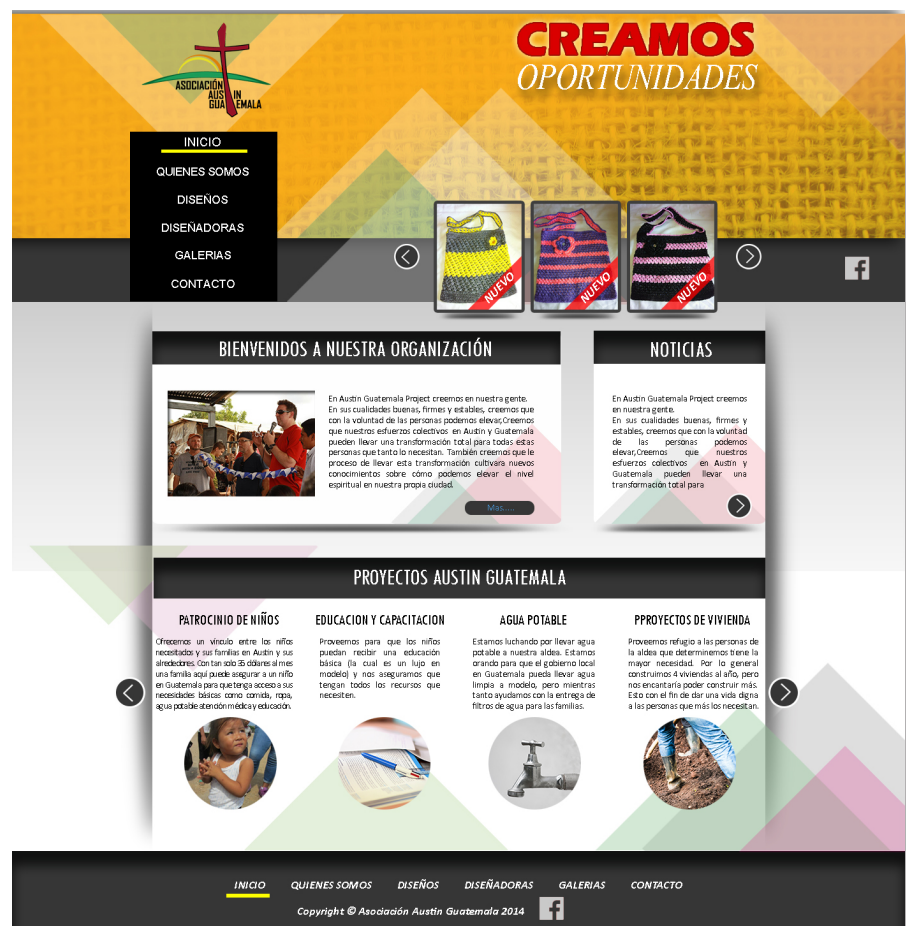 CREAMOS
OPORTUNIDADES
ASOCIACIÓN
AUSTIN
GUATEMALA
INICIO
QUIENES SOMOS
DISEÑOS
DISEÑADORAS
GALERIAS
CONTACTO
NUEVO
NUEVO
NUEVO
BIENVENIDOS A NUESTRA ORGANIZACIÓN
En Austin Guatemala Project creemos en nuestra gente.
En sus cualidades buenas, firmes y estables, creemos que
con la voluntad de las personas podemos elevar,Creemos
que nuestros esfuerzos colectivos en Austin y Guatemala
pueden llevar una transformación total para todas estas
personas que tanto lo necesitan. También creemos que le
proceso de llevar esta transformación cultivara nuevos
conocimientos sobre cómo podemos elevar el nivel
espiritual en nuestra propia ciudad.
Mas.....
NOTICIAS
En Austin Guatemala Project creemos
en nuestra gente.
En sus cualidades buenas, firmes y
estables, creemos que con la voluntad
de las personas podemos
elevar,Creemos que nuestros
esfuerzos colectivos en Austin y
Guatemala pueden llevar una
transformación total para
PROYECTOS AUSTIN GUATEMALA
PATROCINIO DE NIÑOS
Ofrecemos un vínculo entre los niños
necesitados y sus familias en Austin y sus
alrededores. Con tan solo 35 dólares al mes
una familia aquí puede asegurar a un niño
en Guatemala para que tenga acceso a sus
necesidades básicas como comida, ropa,
agua potable atención médica y educación.
EDUCACION Y CAPACITACION
Proveemos para que los niños
puedan recibir una educación
básica (la cual es un lujo en
modelo) y nos aseguramos que
tengan todos los recursos que
necesiten.
AGUA POTABLE
Estamos luchando por llevar agua
potable a nuestra aldea. Estamos
orando para que el gobierno local
en Guatemala pueda llevar agua
limpia a modelo, pero mientras
tanto ayudamos con la entrega de
filtros de agua para las familias.
PPROYECTOS DE VIVIENDA
Proveemos refugio a las personas de
la aldea que determinemos tiene la
mayor necesidad. Por lo general
construimos 4 viviendas al año, pero
nos encantaría poder construir más.
Esto con el fin de dar una vida digna
a las personas que más los necesitan.
INICIO QUIENES SOMOS DISEÑOS DISEÑADORAS GALERIAS CONTACTO
Copyright © Asociación Austin Guatemala 2014